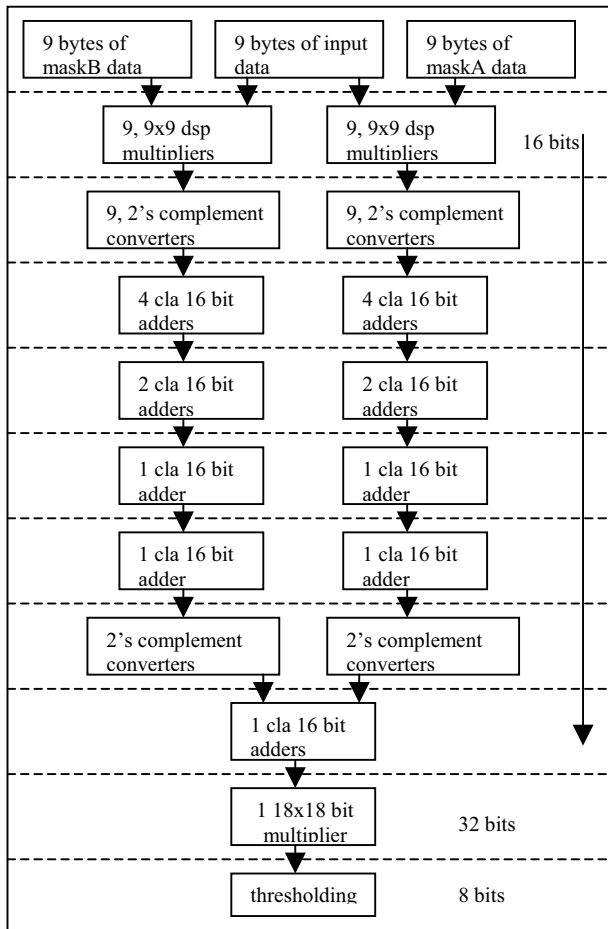 9 bytes of
maskB data
9 bytes of input
data
9 bytes of
maskA data
9, 9x9 dsp
multipliers
9, 9x9 dsp
multipliers
16 bits
9, 2's complement
converters
9, 2's complement
converters
4 cla 16 bit
adders
4 cla 16 bit
adders
2 cla 16 bit
adders
2 cla 16 bit
adders
1 cla 16 bit
adder
1 cla 16 bit
adder
1 cla 16 bit
adder
1 cla 16 bit
adder
2's complement
converters
2's complement
converters
1 cla 16 bit
adders
1 18x18 bit
multiplier
32 bits
thresholding
8 bits